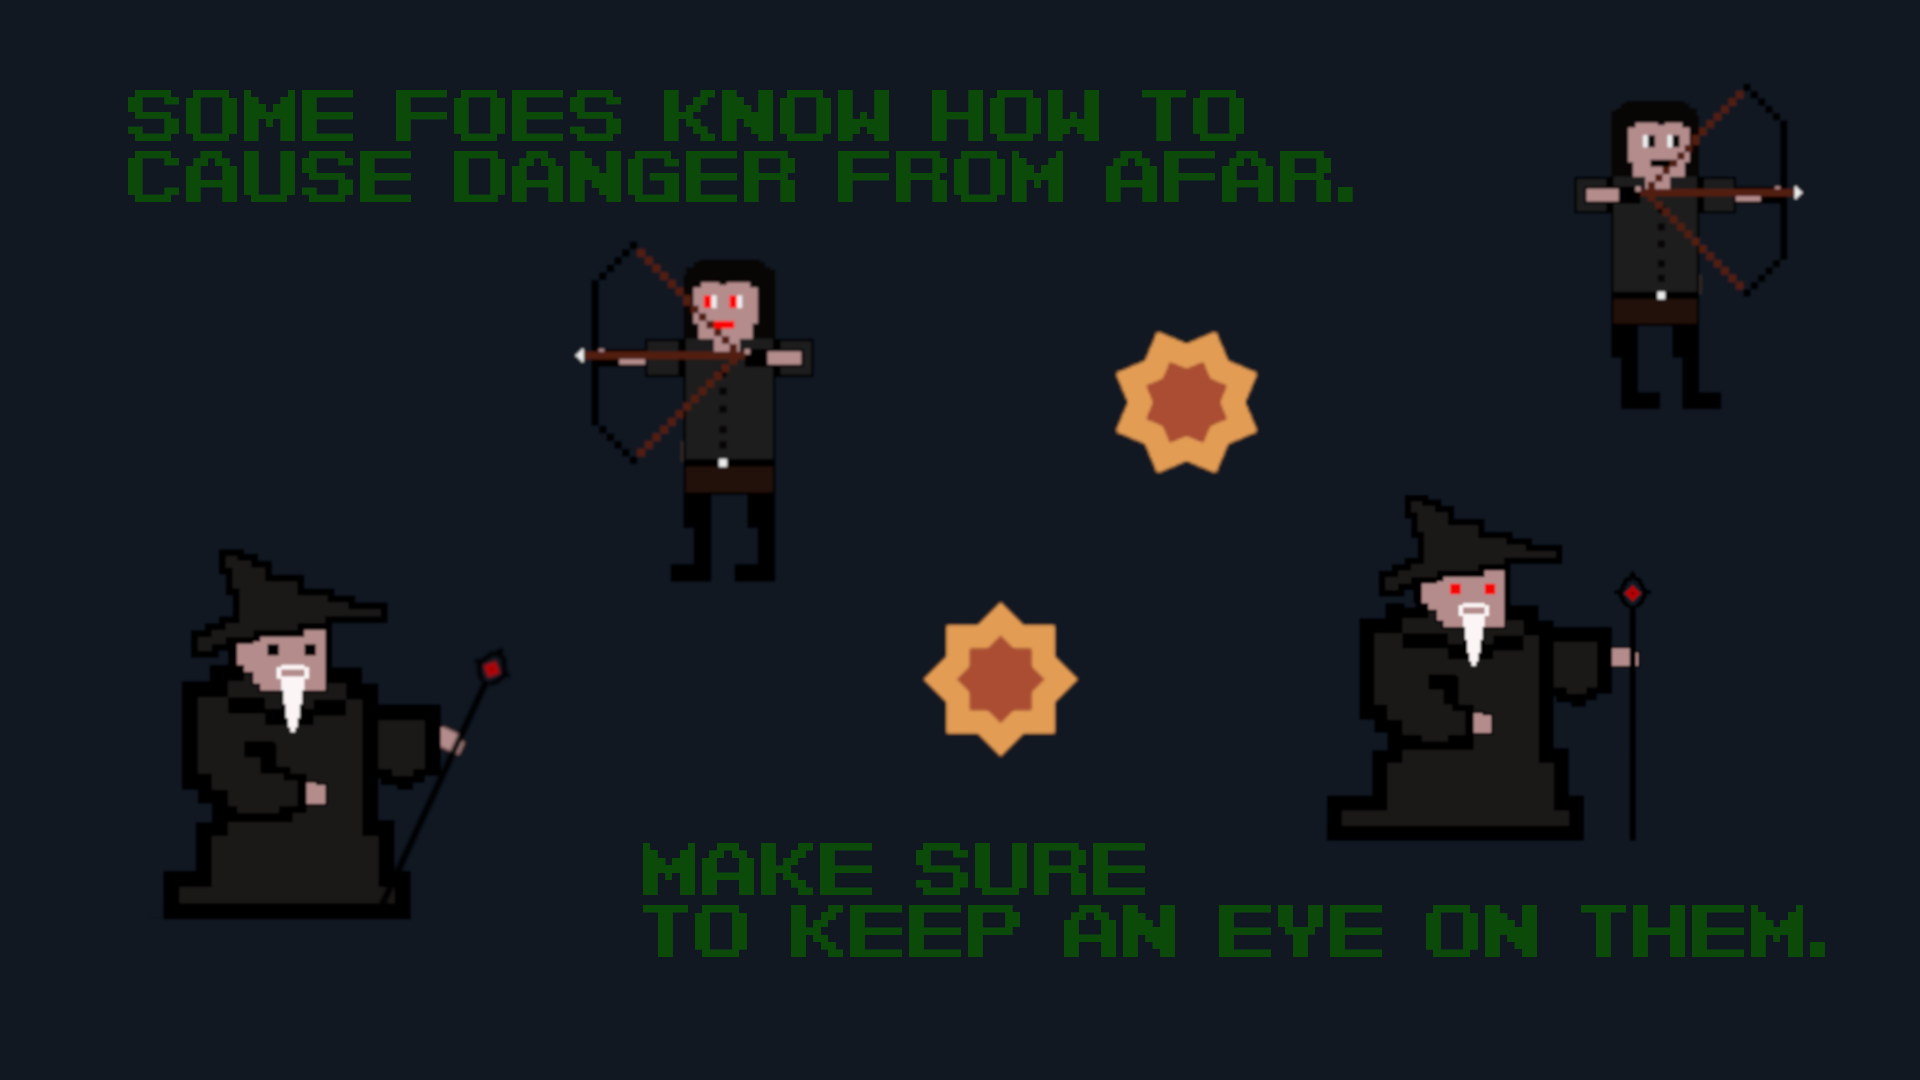 SOME FOES KNOW HOW TO
CAUSE DANGER FROM AFAR.
MAKE SURE
TO KEEP AN EYE ON THEM.